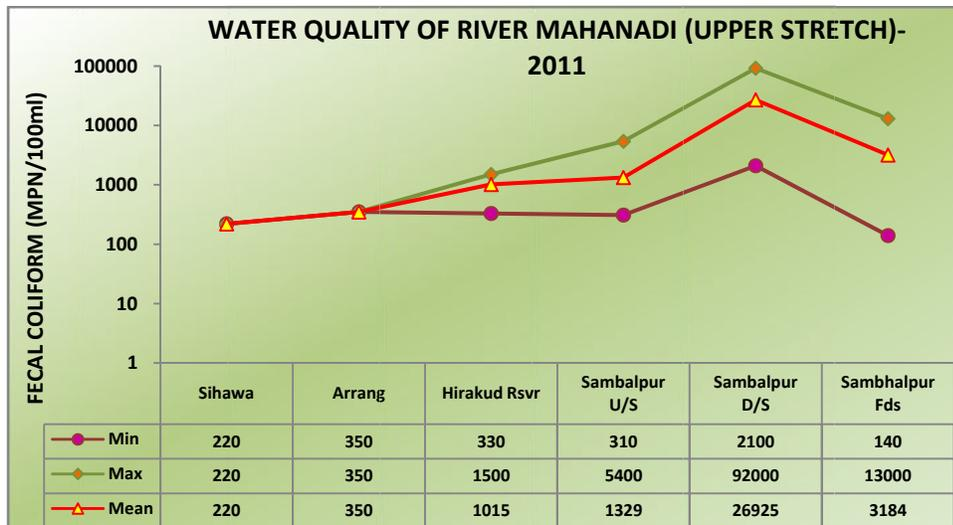 WATER QUALITY OF RIVER MAHANADI (UPPER STRETCH)-
2011
FECAL COLIFORM (MPN/100ml)
100000
10000
1000
100
10
1
Sihawa Arrang Hirakud Rsvr Sambalpur U/S Sambalpur D/S Sambhalpur Fds
Min 220 350 330 310 2100 140
Max 220 350 1500 5400 92000 13000
Mean 220 350 1015 1329 26925 3184